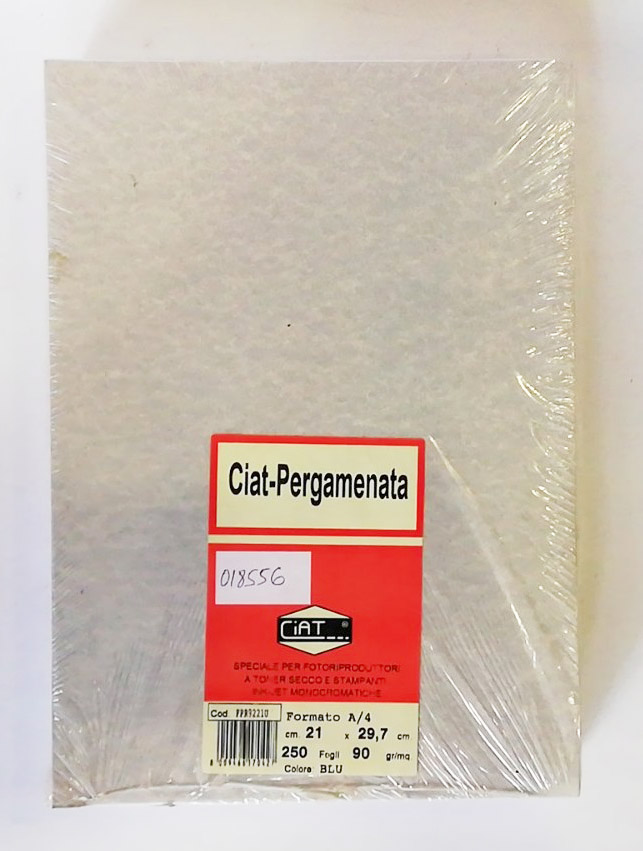 Ciat-Pergamenata
018556
CiAT ®
SPECIALE PER FOTORIPRODUTTORI
A TONER SECCO E STAMPANTI
INKJET MONOCROMATICHE
Cod.
Formato A/4
cm. 21 x 29,7 cm
250 Fogli 90 gr/mq
Colore BLU